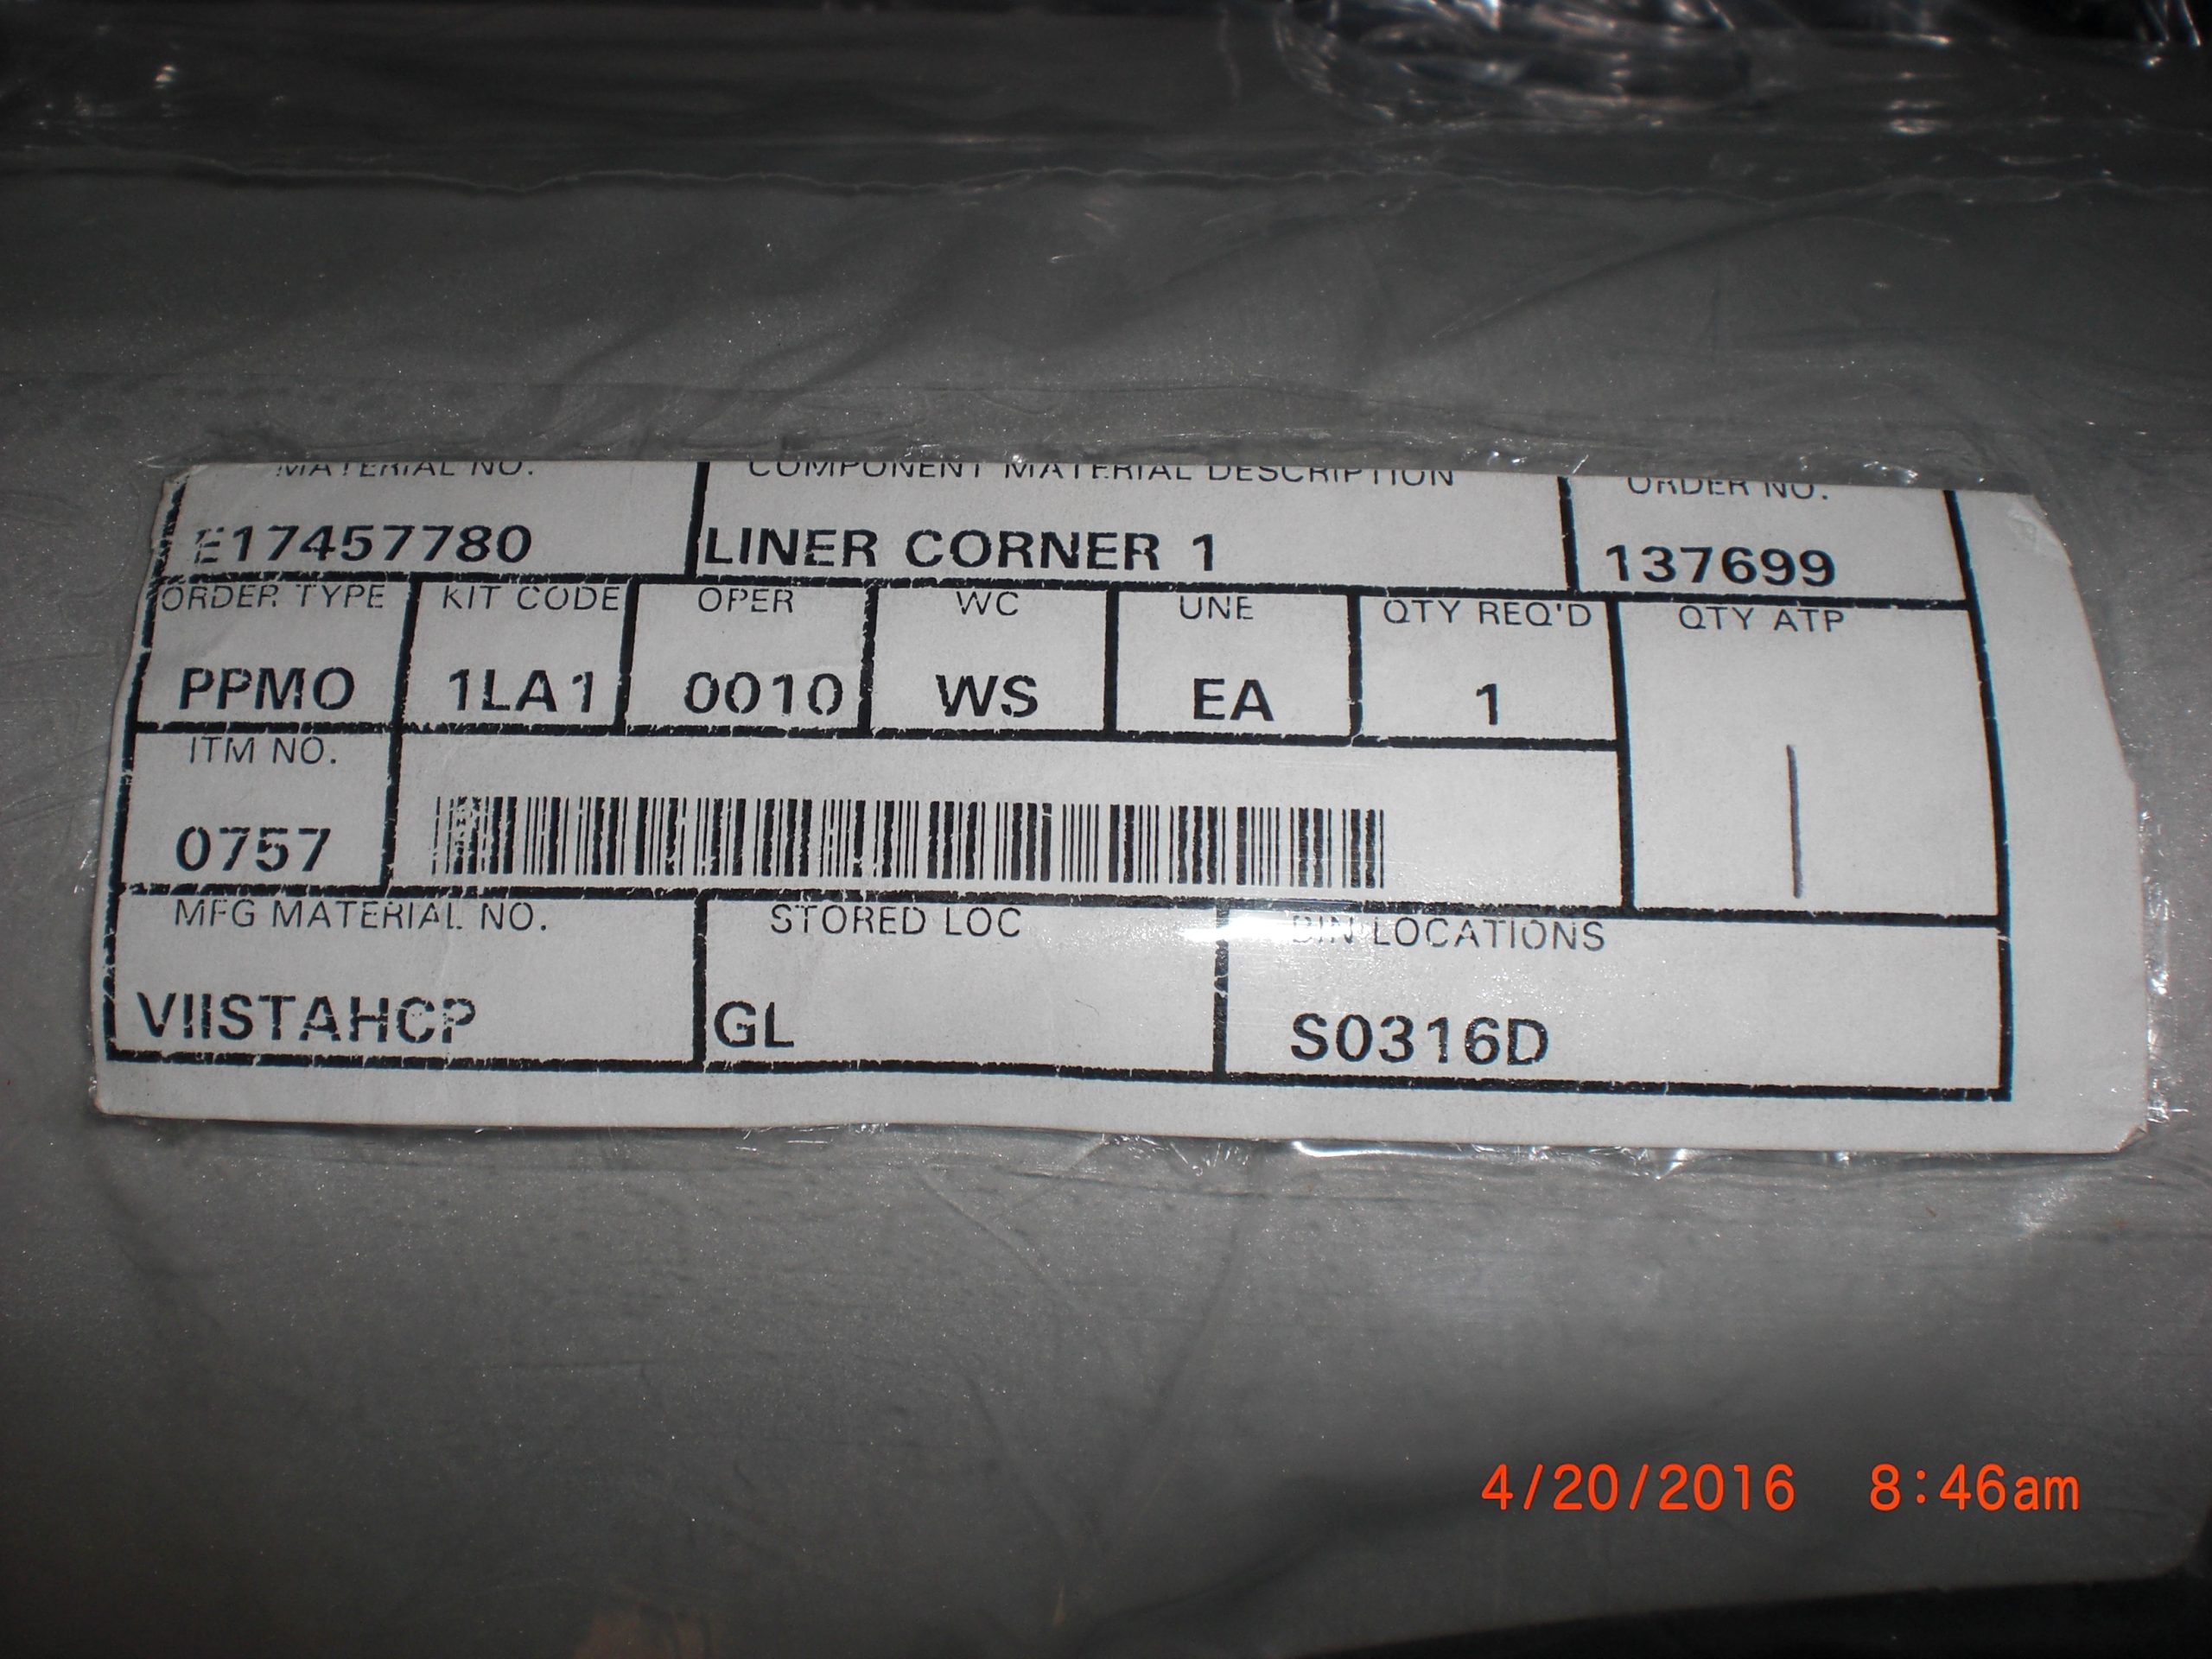 MATERIAL NO. COMPONENT MATERIAL DESCRIPTION ORDER NO.
E17457780 LINER CORNER 1 137699
ORDER TYPE KIT CODE OPER WC UNE QTY REQ'D QTY ATP
PPMO 1LA1 0010 WS EA 1
ITM NO.
0757 |
MFG MATERIAL NO. STORED LOC BIN LOCATIONS
VIISTAHCP GL S0316D
4/20/2016 8:46am